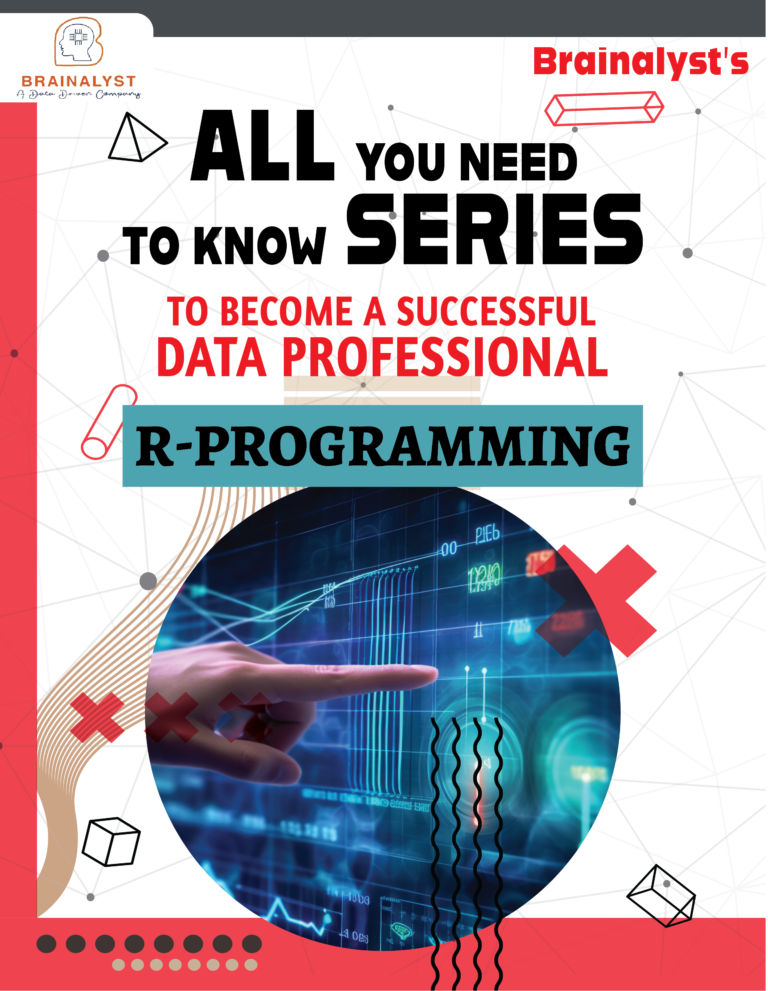 BRAINALYST
A Data Driven Company
Brainalyst's
ALL YOU NEED
TO KNOW SERIES
TO BECOME A SUCCESSFUL
DATA PROFESSIONAL
R-PROGRAMMING